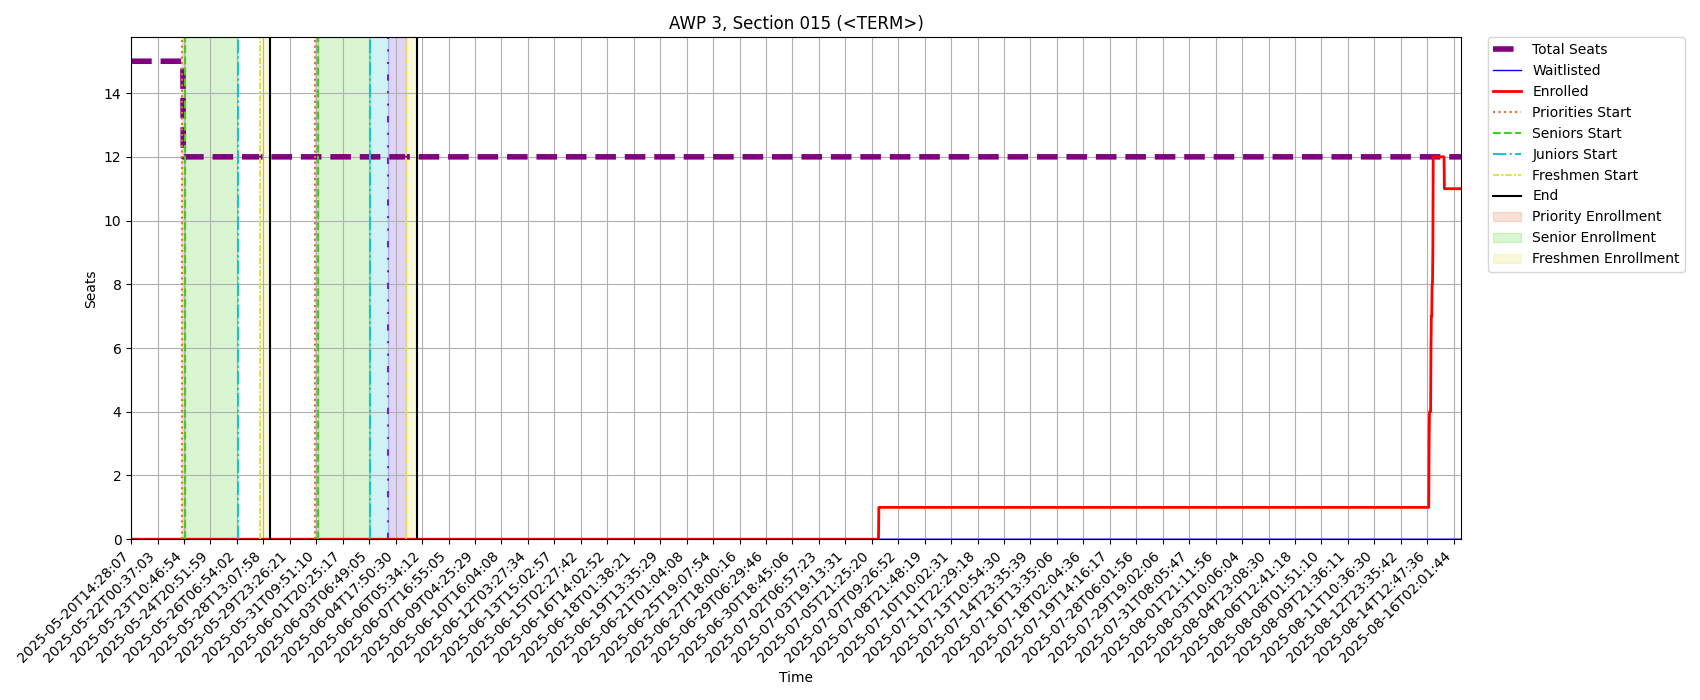 AWP 3, Section 015 (<TERM>)
Total Seats
Waitlisted
Enrolled
Priorities Start
Seniors Start
Juniors Start
Freshmen Start
End
Priority Enrollment
Senior Enrollment
Freshmen Enrollment
Seats
14
12
10
8
6
4
2
0
2025-05-20T14:28:07
2025-05-22T00:37:03
2025-05-23T10:46:54
2025-05-24T20:51:59
2025-05-26T06:54:02
2025-05-28T13:07:58
2025-05-29T23:26:21
2025-05-31T09:51:10
2025-06-01T20:25:17
2025-06-03T06:49:05
2025-06-04T17:50:30
2025-06-06T05:34:12
2025-06-07T16:55:05
2025-06-09T04:25:29
2025-06-10T16:04:08
2025-06-12T03:27:34
2025-06-13T15:02:57
2025-06-15T02:27:42
2025-06-16T14:02:52
2025-06-18T01:38:21
2025-06-19T13:35:29
2025-06-21T01:04:08
2025-06-25T19:07:54
2025-06-27T18:00:16
2025-06-29T06:29:46
2025-06-30T18:45:06
2025-07-02T06:57:23
2025-07-03T19:13:31
2025-07-05T21:25:20
2025-07-07T09:26:52
2025-07-08T21:48:19
2025-07-10T10:02:31
2025-07-11T22:29:18
2025-07-13T10:54:30
2025-07-14T23:35:39
2025-07-16T13:35:06
2025-07-18T02:04:36
2025-07-19T14:16:17
2025-07-28T06:01:56
2025-07-29T19:02:06
2025-07-31T08:05:47
2025-08-01T21:11:56
2025-08-03T10:06:04
2025-08-04T23:08:30
2025-08-06T12:41:18
2025-08-08T01:51:10
2025-08-09T21:36:11
2025-08-11T10:36:30
2025-08-12T23:35:42
2025-08-14T12:47:36
2025-08-16T02:01:44
Time